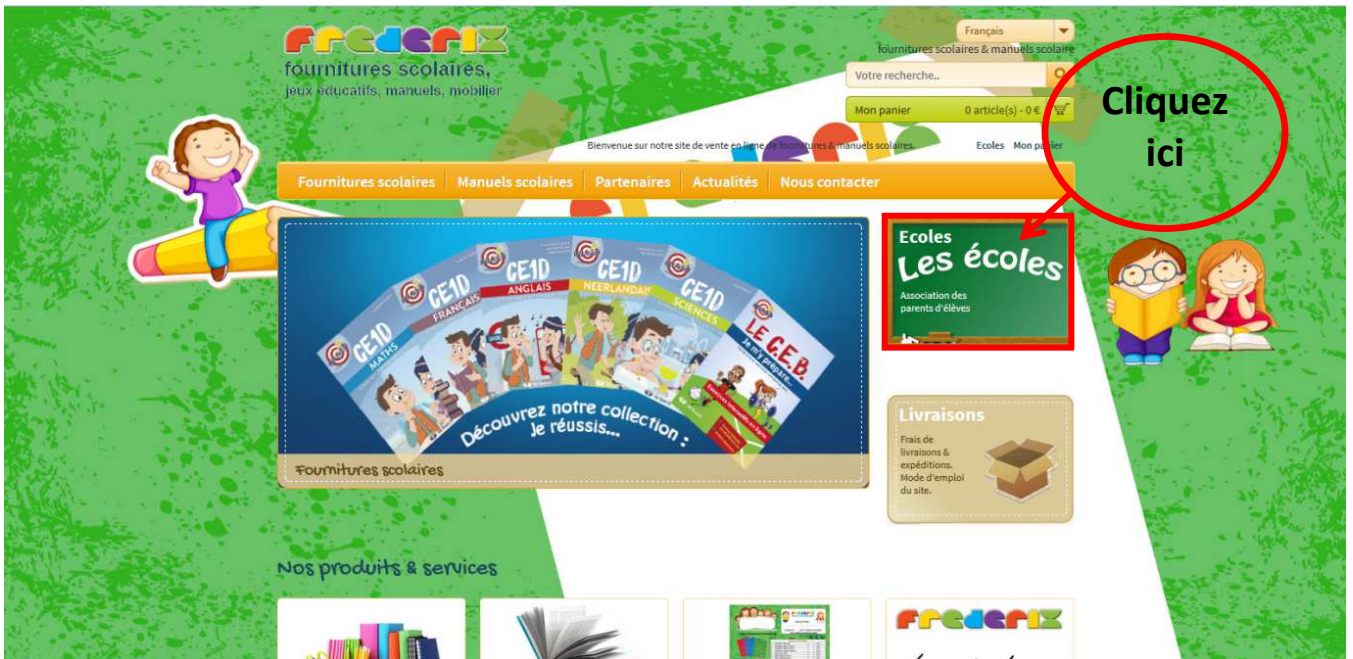 FREDERIX
fournitures scolaires,
jeux éducatifs, manuels, mobilier
Français
fournitures scolaires & manuels scolaire
Votre recherche..
Mon panier 0 article(s) - 0 €
Cliquez
ici
Bienvenue sur notre site de vente en ligne de fournitures & manuels scolaires.
Ecoles Mon panier
Fournitures scolaires Manuels scolaires Partenaires Actualités Nous contacter
CE1D
MATHS
CE1D
FRANÇAIS
CE1D
ANGLAIS
CE1D
NEERLANDAIS
CE1D
SCIENCES
LE C.E.B.
Je m'y prépare...
Découvrez notre collection :
Je réussis...
Fournitures scolaires
Ecoles
Les écoles
Association des
parents d'élèves
Livraisons
Frais de
livraisons &
expéditions.
Mode d'emploi
du site.
Nos produits & services
FREDERIX